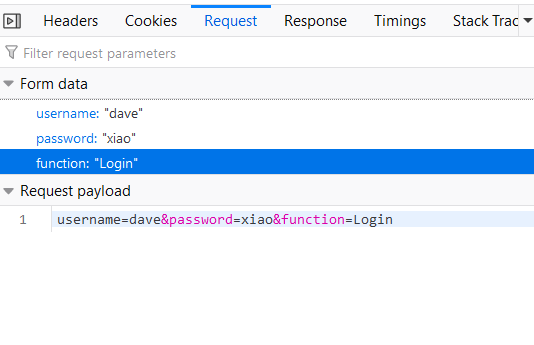 Headers Cookies Request Response Timings Stack Trac
Filter request parameters
Form data
username: "dave"
password: "xiao"
function: "Login"
Request payload
1 username=dave&password=xiao&function=Login